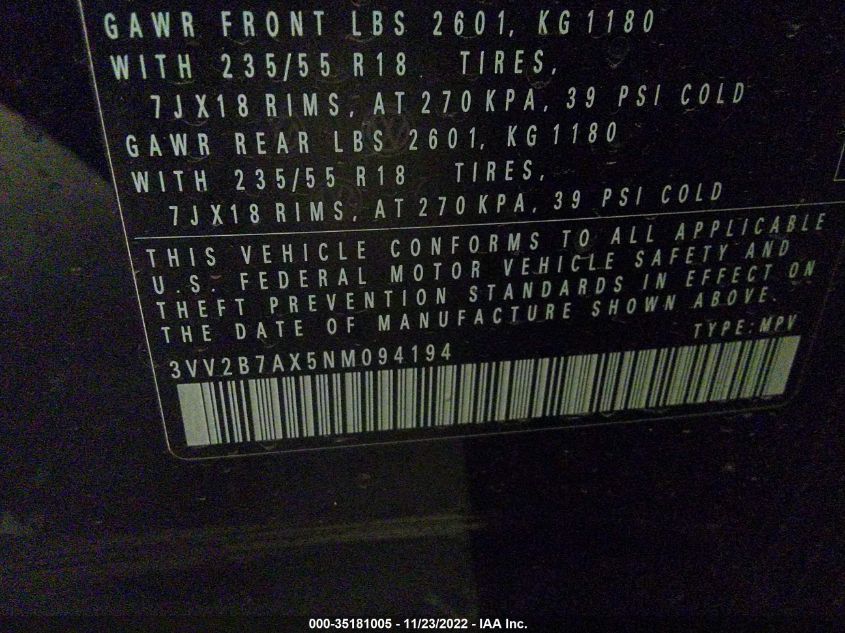 GAWR FRONT LBS 2601, KG 1180
WITH 235/55 R18 TIRES,
7JX18 RIMS, AT 270 KPA, 39 PSI COLD
GAWR REAR LBS 2601, KG 1180
WITH 235/55 R18 TIRES,
7JX18 RIMS, AT 270 KPA, 39 PSI COLD
THIS VEHICLE CONFORMS TO ALL APPLICABLE
U.S. FEDERAL MOTOR VEHICLE SAFETY AND
THEFT PREVENTION STANDARDS IN EFFECT ON
THE DATE OF MANUFACTURE SHOWN ABOVE.
TYPE: MPV
3VV2B7AX5NM094194
000-35181005 - 11/23/2022 - IAA Inc.